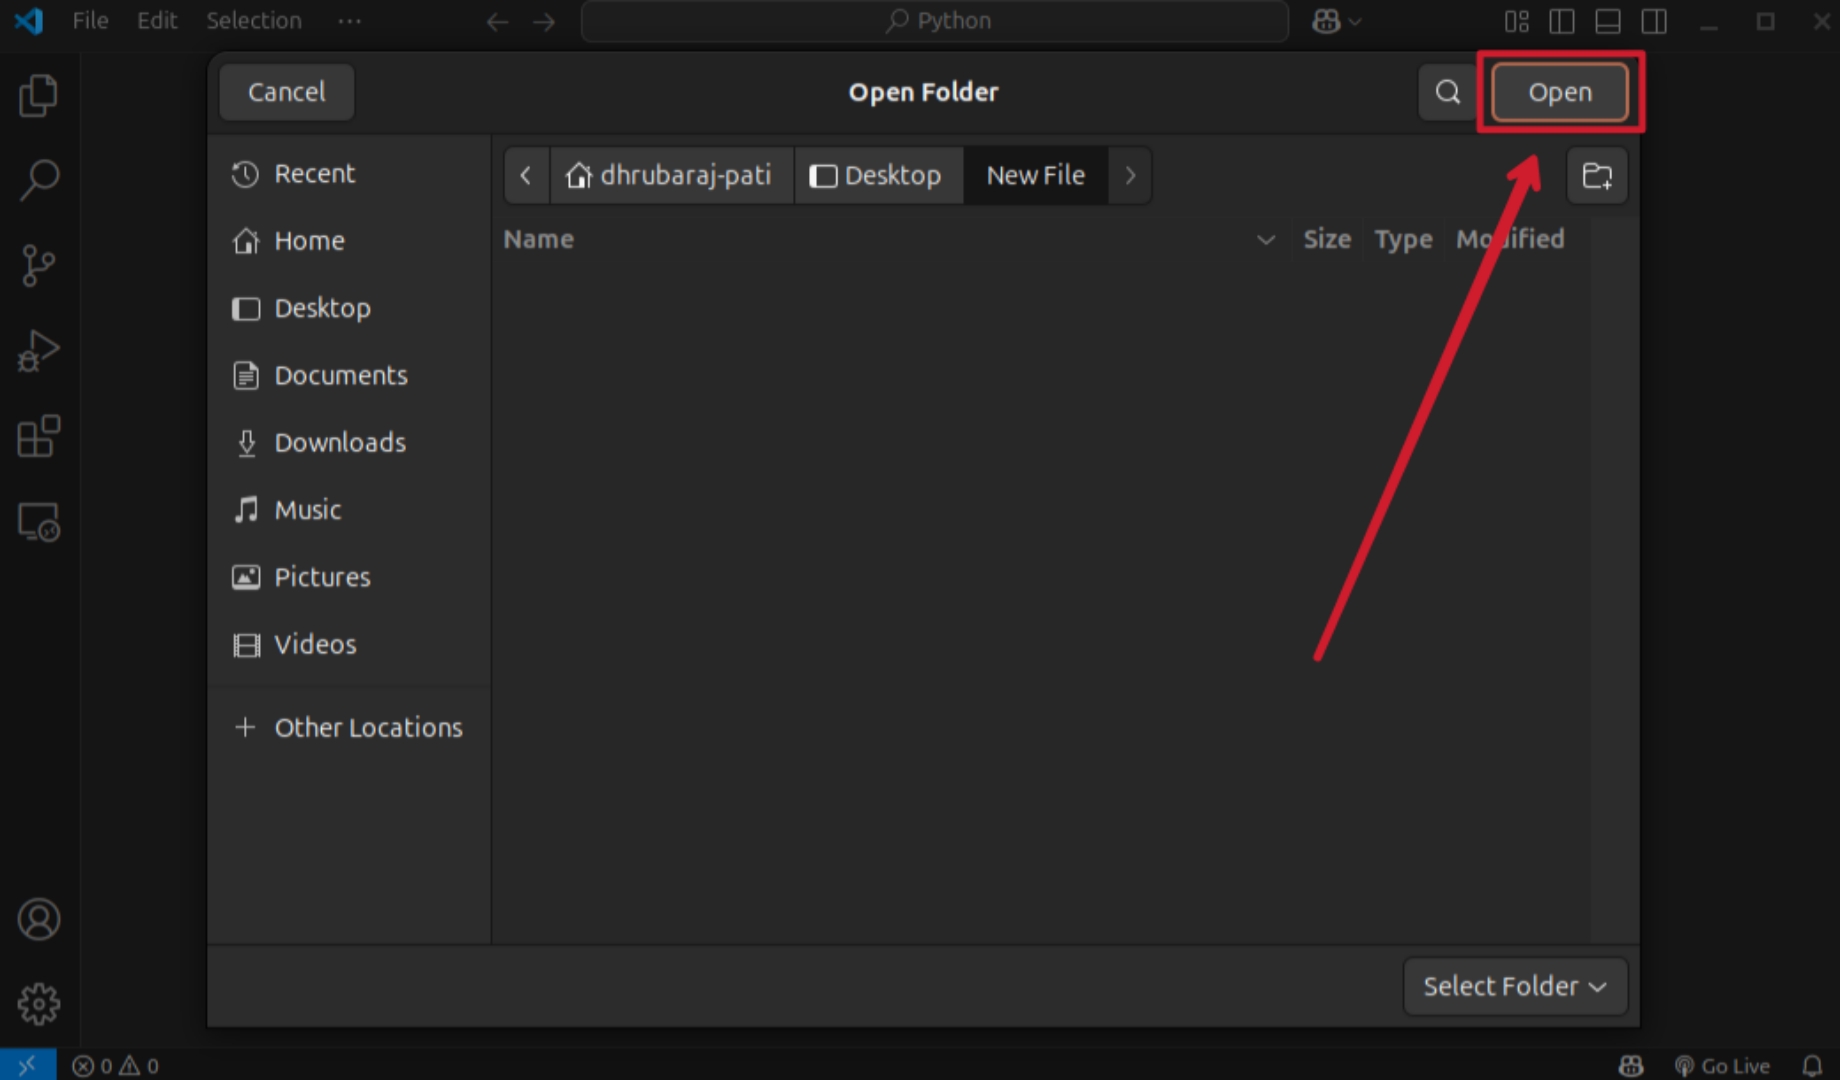 File Edit Selection ··· Python
Cancel Open Folder Open
Recent
Home
Desktop
Documents
Downloads
Music
Pictures
Videos
Other Locations
dhrubaraj-pati Desktop New File
Name Size Type Modified
Select Folder
0 0 Go Live